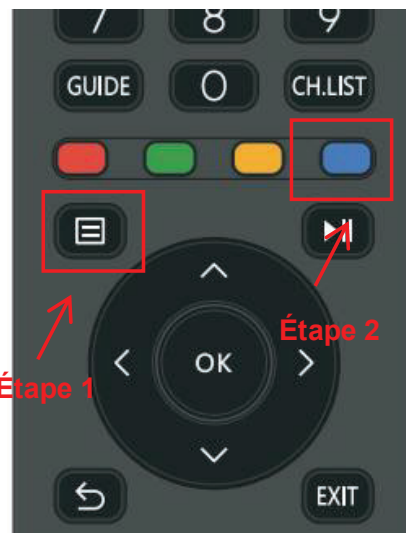 7 8 9
GUIDE 0 CH.LIST
Étape 2
OK
Étape 1
EXIT